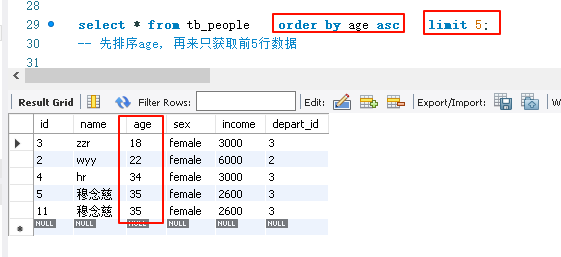 28
29 select * from tb_people order by age asc limit 5;
30 -- 先排序age, 再来只获取前5行数据
Result Grid Filter Rows: Edit: Export/Import:
id name age sex income depart_id
3 zzr 18 female 3000 3
2 wyy 22 female 6000 2
4 hr 34 female 3000 3
5 穆念慈 35 female 2600 3
11 穆念慈 35 female 2600 3
NULL NULL NULL NULL NULL NULL